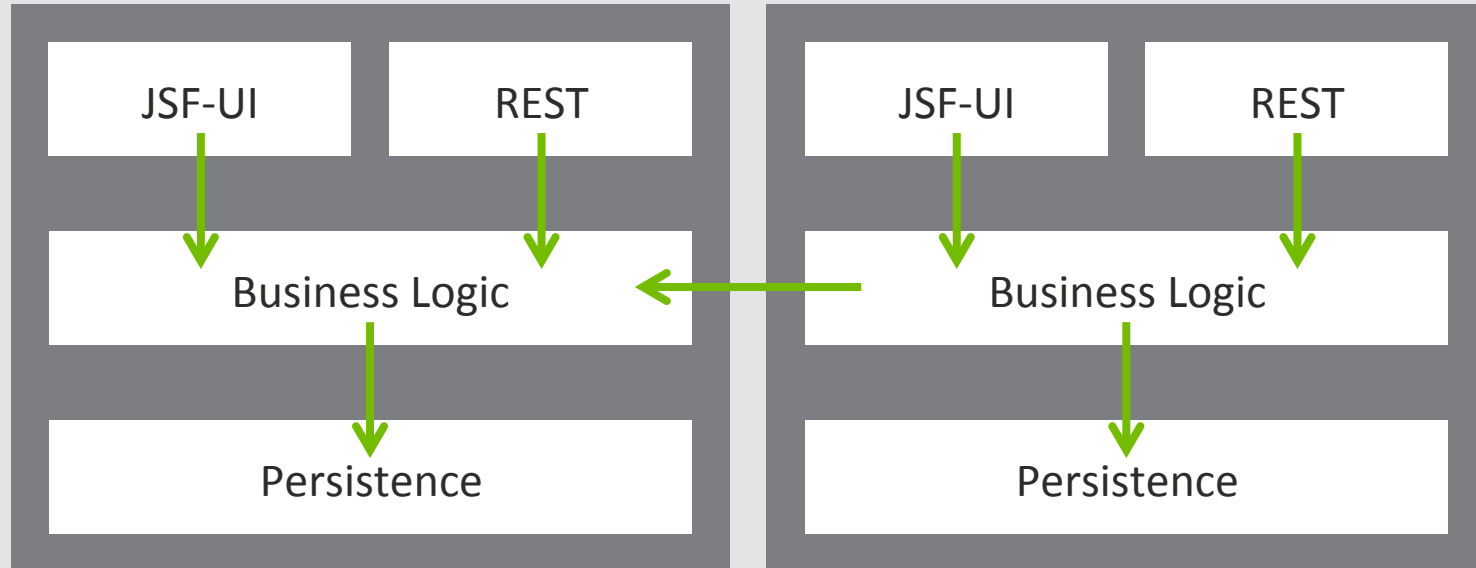 JSF-UI
REST
JSF-UI
REST
Business Logic
Business Logic
Persistence
Persistence